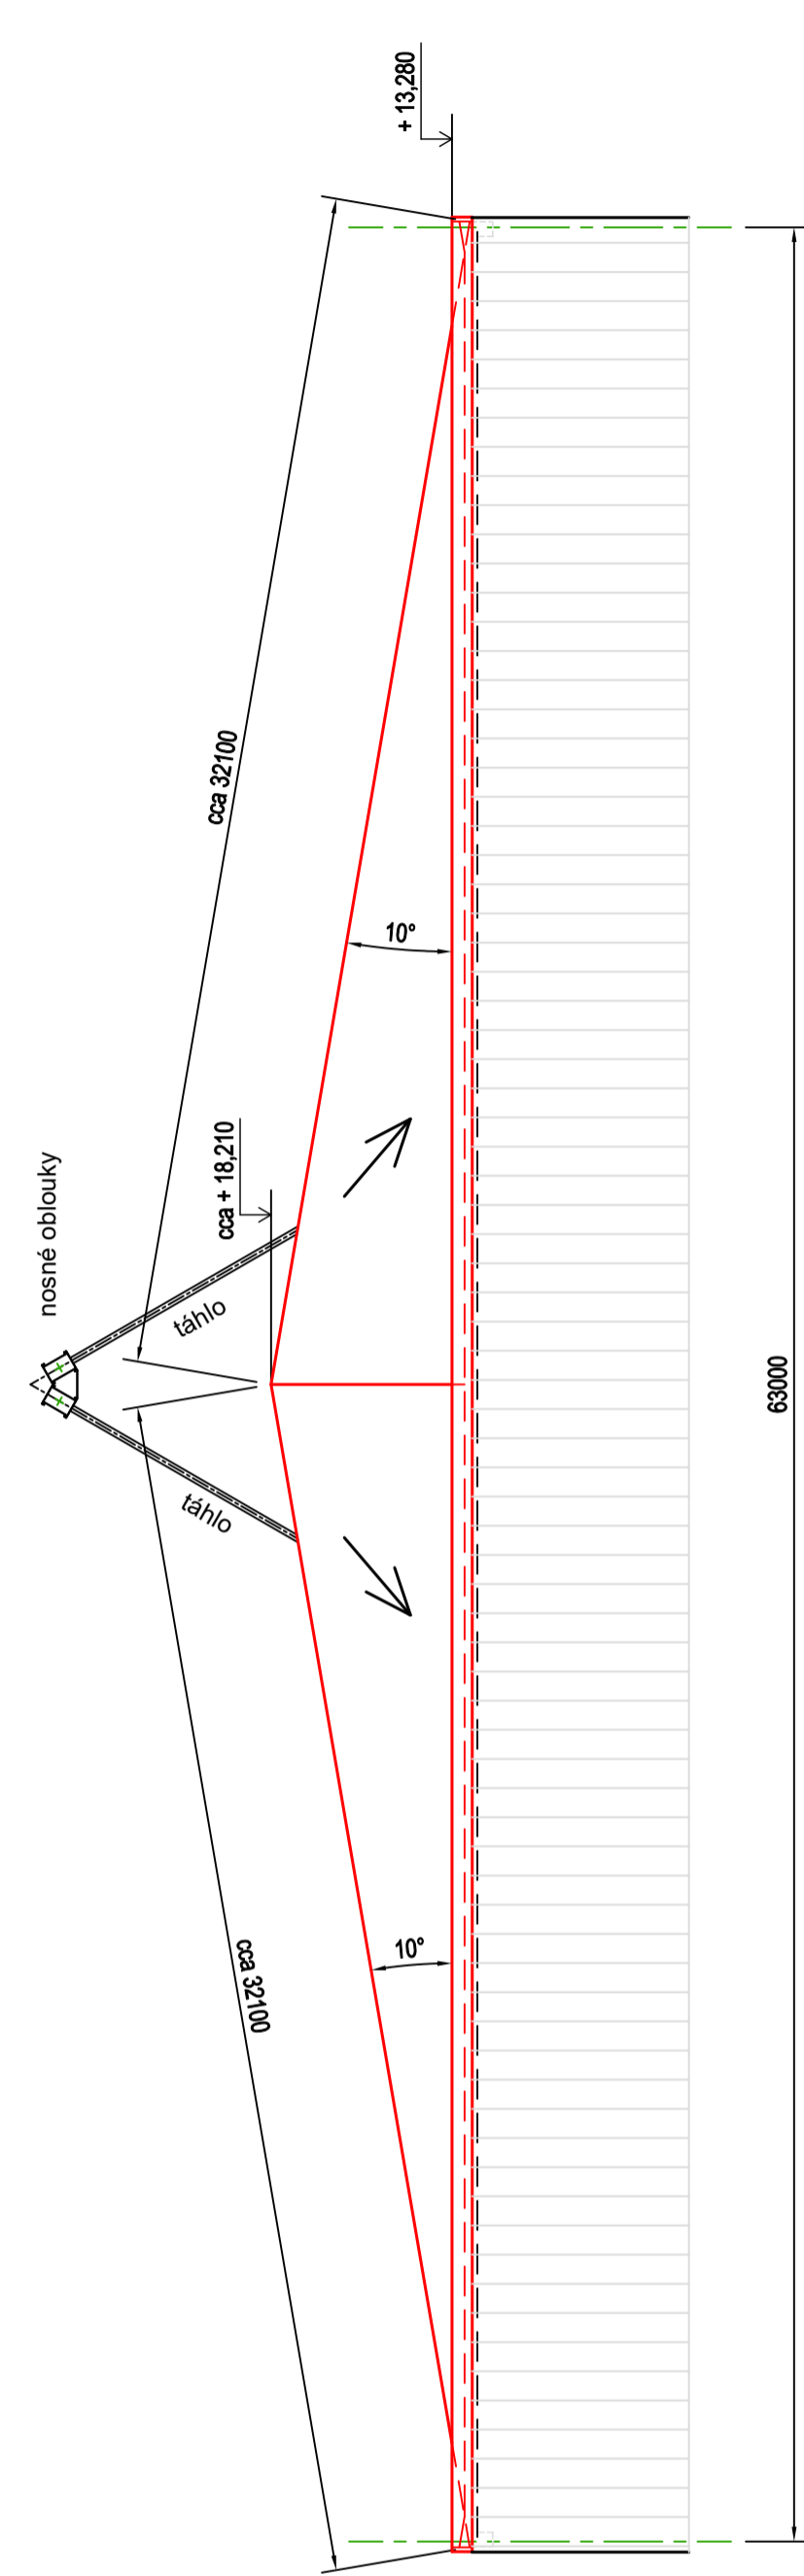 nosné oblouky
+ 13,280
cca + 18,210
cca 32100
cca 32100
táhlo
táhlo
10°
10°
63000